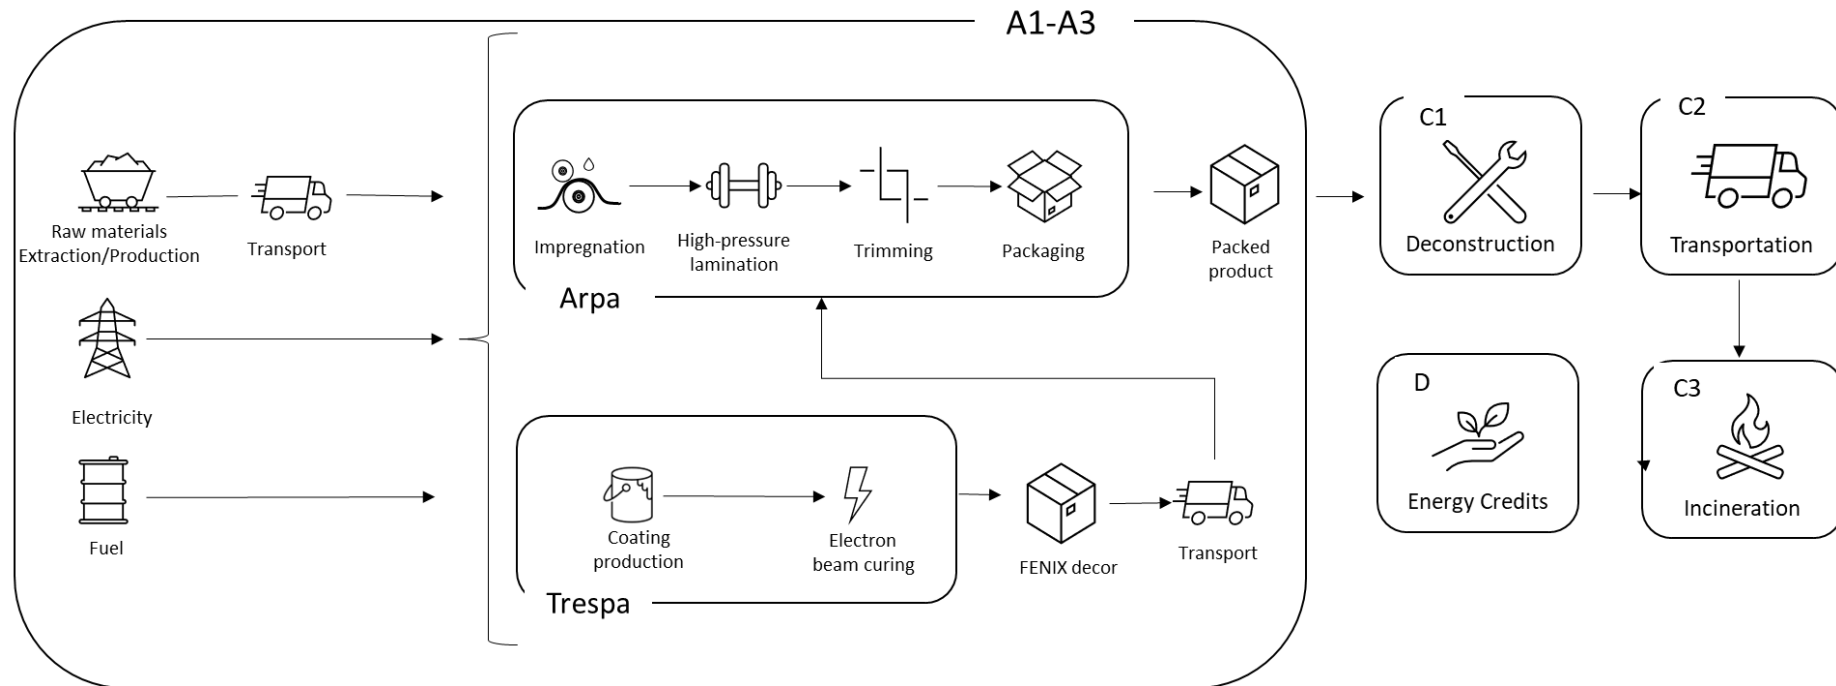 A1-A3
Raw materials
Extraction/Production
Transport
Electricity
Fuel
Impregnation
High-pressure
lamination
Trimming
Packaging
Arpa
Packed
product
Coating
production
Electron
beam curing
Trespa
FENIX decor
Transport
C1
Deconstruction
C2
Transportation
D
Energy Credits
C3
Incineration